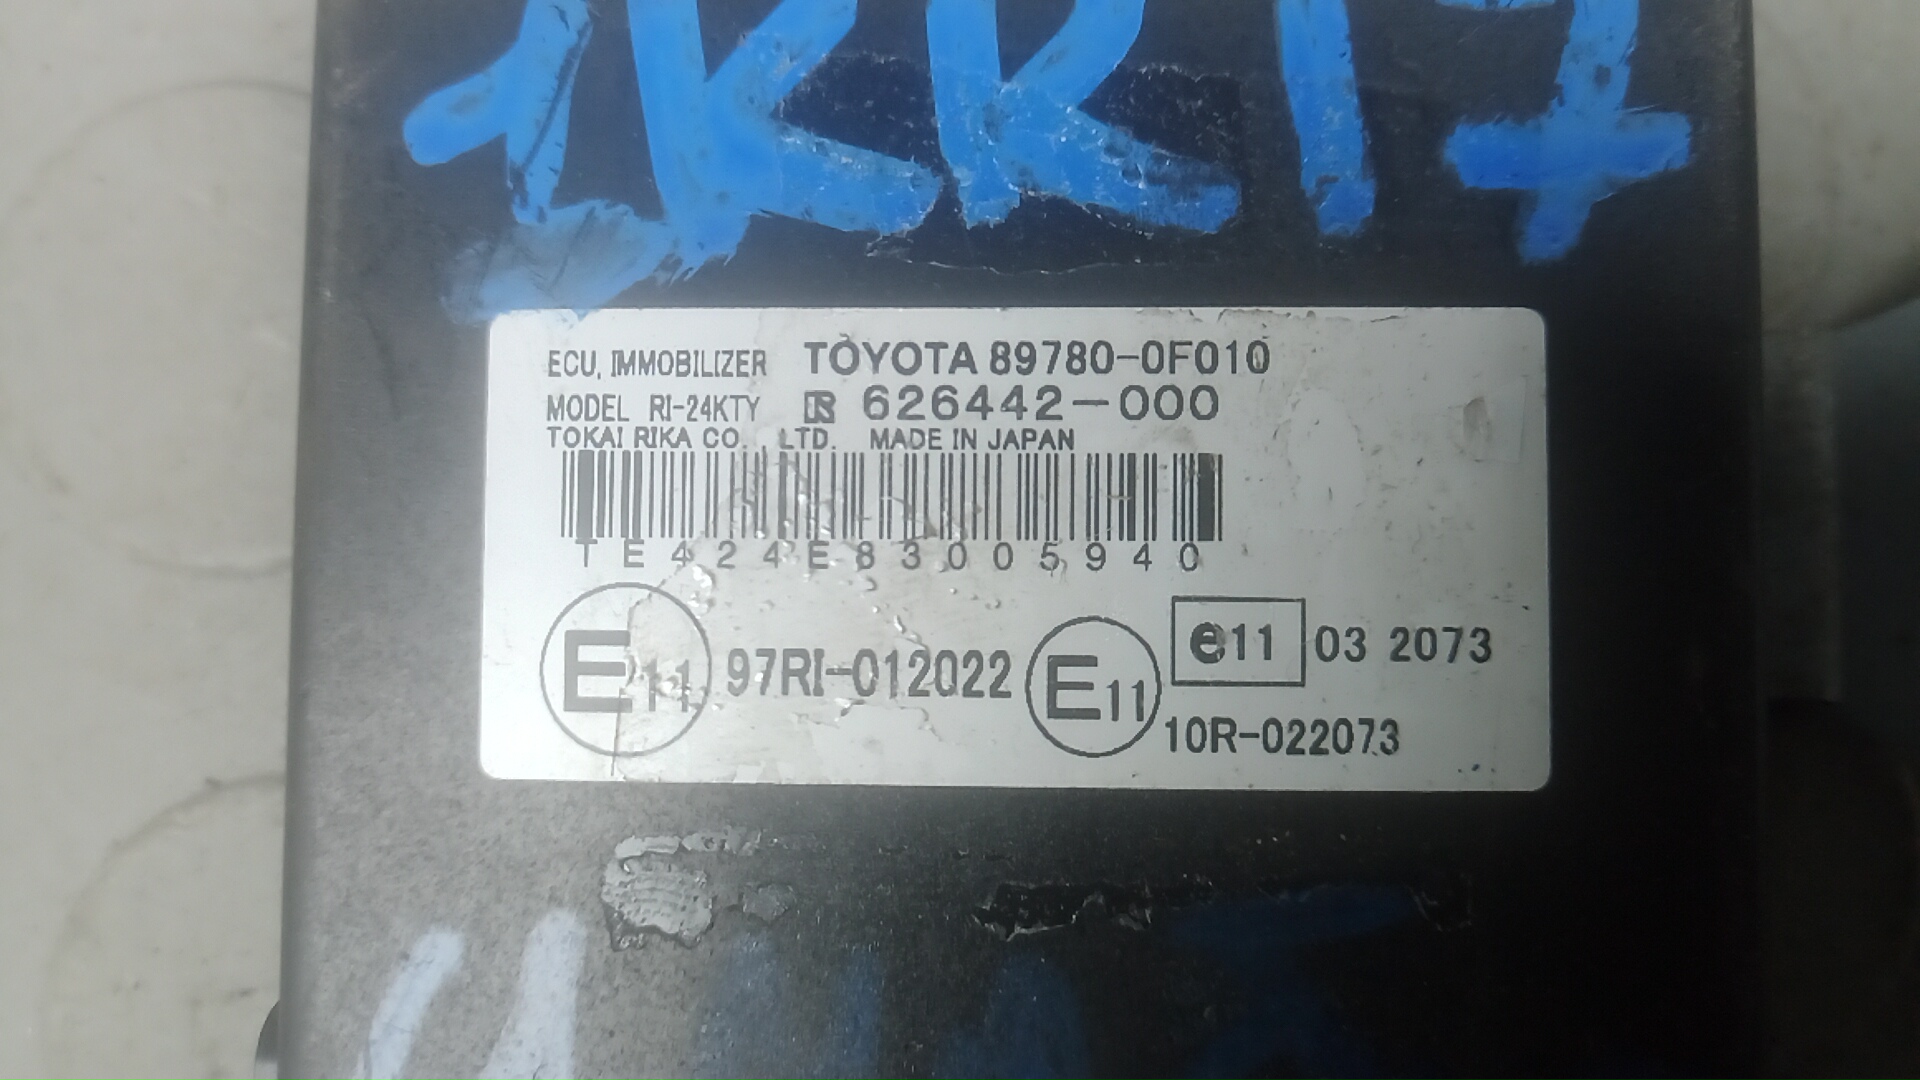 ECU, IMMOBILIZER TOYOTA 89780-0F010
MODEL RI-24KTY 626442-000
TOKAI RIKA CO., LTD. MADE IN JAPAN
TE424E83005940
E11 97RI-012022 E11 e11 03 2073
10R-022073